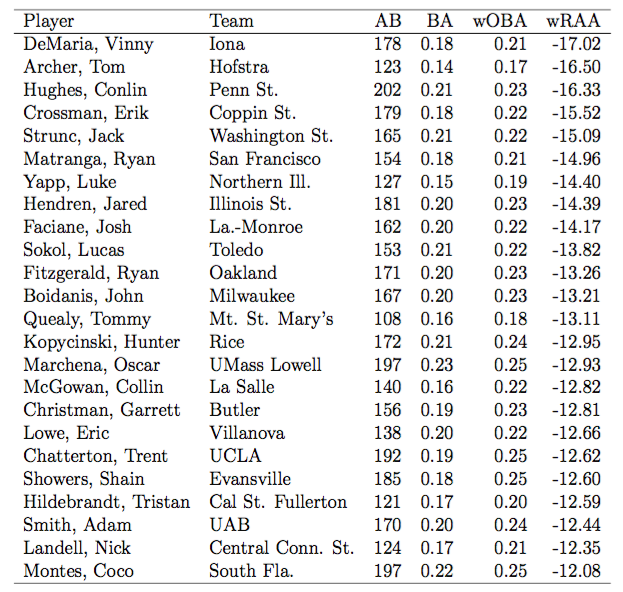 Player Team AB BA wOBA wRAA
DeMaria, Vinny Iona 178 0.18 0.21 -17.02
Archer, Tom Hofstra 123 0.14 0.17 -16.50
Hughes, Conlin Penn St. 202 0.21 0.23 -16.33
Crossman, Erik Coppin St. 179 0.18 0.22 -15.52
Strunc, Jack Washington St. 165 0.21 0.22 -15.09
Matranga, Ryan San Francisco 154 0.18 0.21 -14.96
Yapp, Luke Northern Ill. 127 0.15 0.19 -14.40
Hendren, Jared Illinois St. 181 0.20 0.23 -14.39
Faciane, Josh La.-Monroe 162 0.20 0.22 -14.17
Sokol, Lucas Toledo 153 0.21 0.22 -13.82
Fitzgerald, Ryan Oakland 171 0.20 0.23 -13.26
Boidanis, John Milwaukee 167 0.20 0.23 -13.21
Quealy, Tommy Mt. St. Mary's 108 0.16 0.18 -13.11
Kopycinski, Hunter Rice 172 0.21 0.24 -12.95
Marchena, Oscar UMass Lowell 197 0.23 0.25 -12.93
McGowan, Collin La Salle 140 0.16 0.22 -12.82
Christman, Garrett Butler 156 0.19 0.23 -12.81
Lowe, Eric Villanova 138 0.20 0.22 -12.66
Chatterton, Trent UCLA 192 0.19 0.25 -12.62
Showers, Shain Evansville 185 0.18 0.25 -12.60
Hildebrandt, Tristan Cal St. Fullerton 121 0.17 0.20 -12.59
Smith, Adam UAB 170 0.20 0.24 -12.44
Landell, Nick Central Conn. St. 124 0.17 0.21 -12.35
Montes, Coco South Fla. 197 0.22 0.25 -12.08